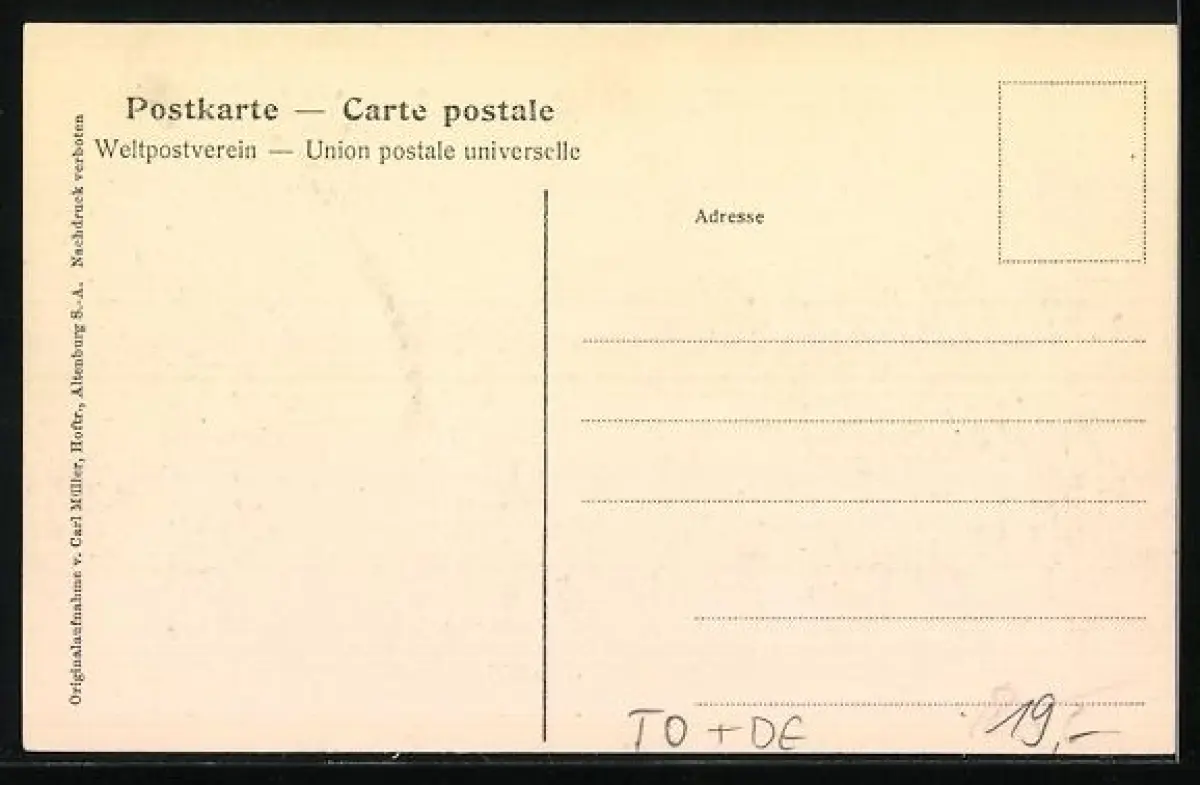 Postkarte — Carte postale
Weltpostverein — Union postale universelle
Adresse
Originalaufnahme v. Carl Müller, Hoftr., Altenburg S.-A. Nachdruck verboten
TO + DE
19,-